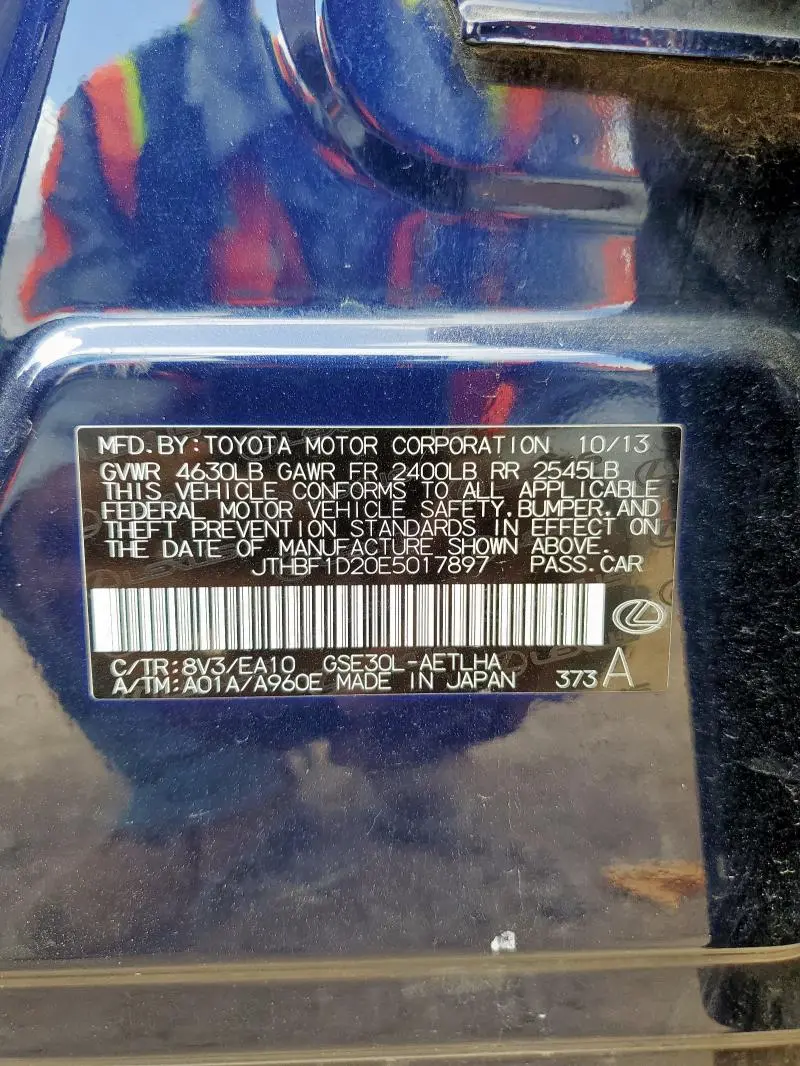 MFD.BY:TOYOTA MOTOR CORPORATION 10/13
GVWR 4630LB GAWR FR 2400LB RR 2545LB
THIS VEHICLE CONFORMS TO ALL APPLICABLE
FEDERAL MOTOR VEHICLE SAFETY,BUMPER,AND
THEFT PREVENTION STANDARDS IN EFFECT ON
THE DATE OF MANUFACTURE SHOWN ABOVE.
JTHBF1D20E5017897 PASS.CAR
C/TR:8V3/EA10 GSE30L-AETLHA
A/TM:A01A/A960E MADE IN JAPAN 373 A